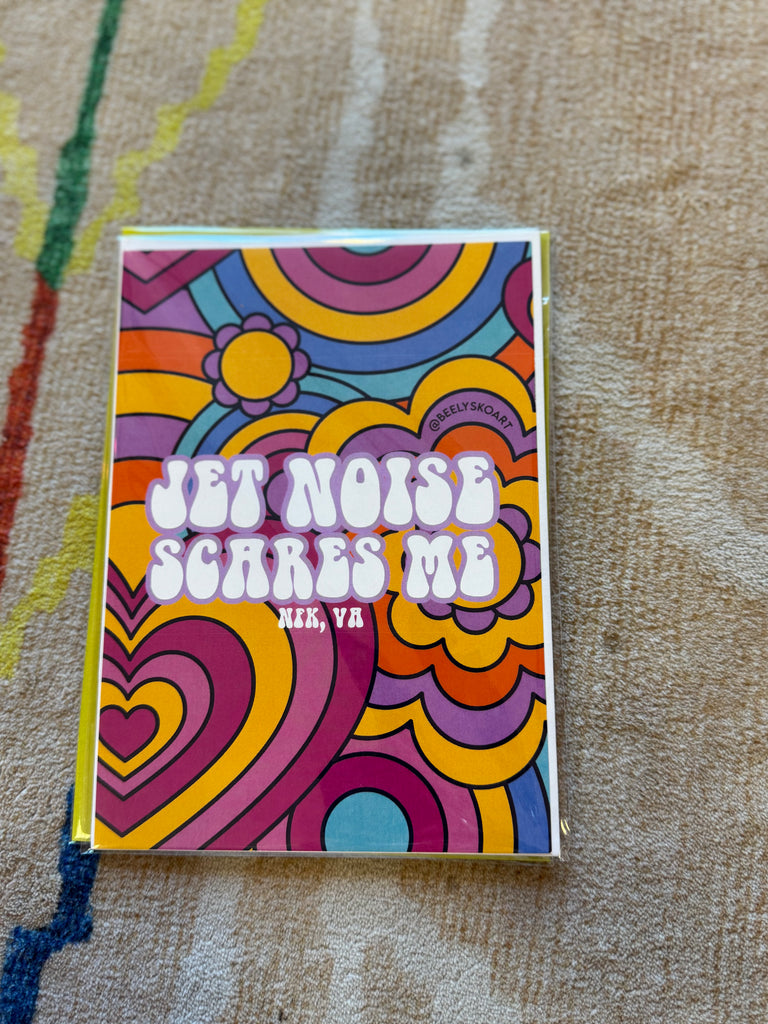 @BEELYSKOART
JET NOISE
SCARES ME
NFK, VA